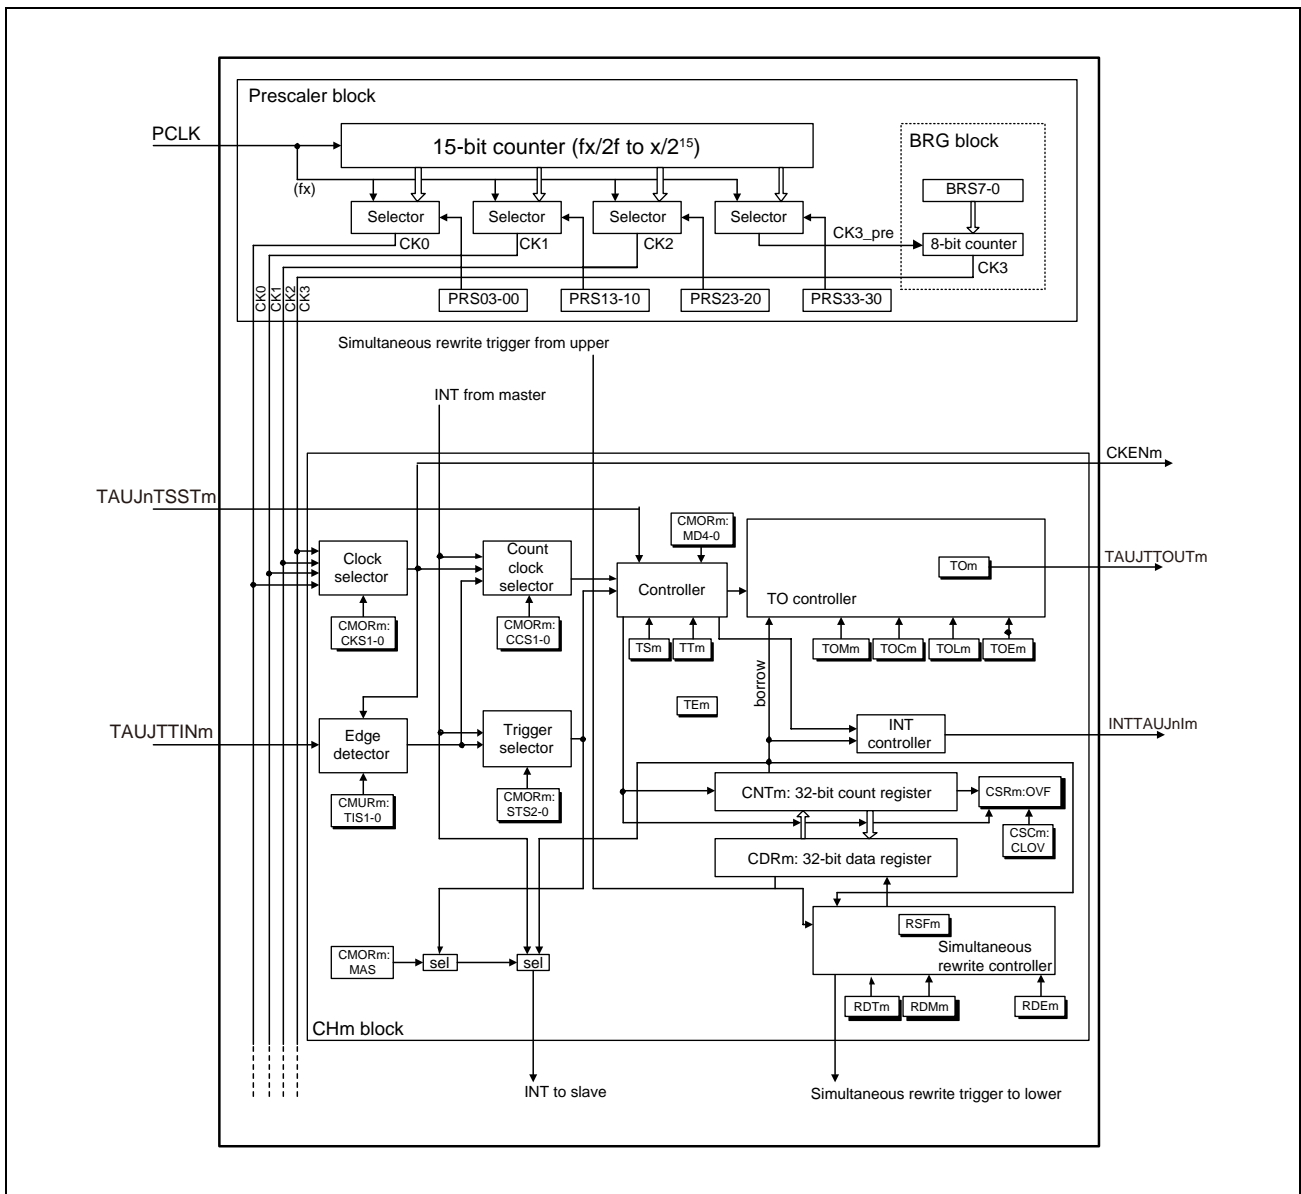 Prescaler block
PCLK
15-bit counter (fx/2f to x/2¹⁵)
BRG block
(fx)
BRS7-0
Selector
Selector
Selector
Selector
CK3_pre
8-bit counter
CK0
CK1
CK2
CK3
CK0
CK1
CK2
CK3
PRS03-00
PRS13-10
PRS23-20
PRS33-30
Simultaneous rewrite trigger from upper
INT from master
CKENm
TAUJnTSSTm
CMORm:
MD4-0
Clock
selector
Count
clock
selector
Controller
TOm
TAUJTTOUTm
TO controller
CMORm:
CKS1-0
CMORm:
CCS1-0
TSm
TTm
TOMm
TOCm
TOLm
TOEm
borrow
TEm
TAUJTTINm
Edge
detector
Trigger
selector
INT
controller
INTTAUJnIm
CMURm:
TIS1-0
CMORm:
STS2-0
CNTm: 32-bit count register
CSRm:OVF
CSCm:
CLOV
CDRm: 32-bit data register
RSFm
Simultaneous
rewrite controller
CMORm:
MAS
sel
sel
RDTm
RDMm
RDEm
CHm block
INT to slave
Simultaneous rewrite trigger to lower